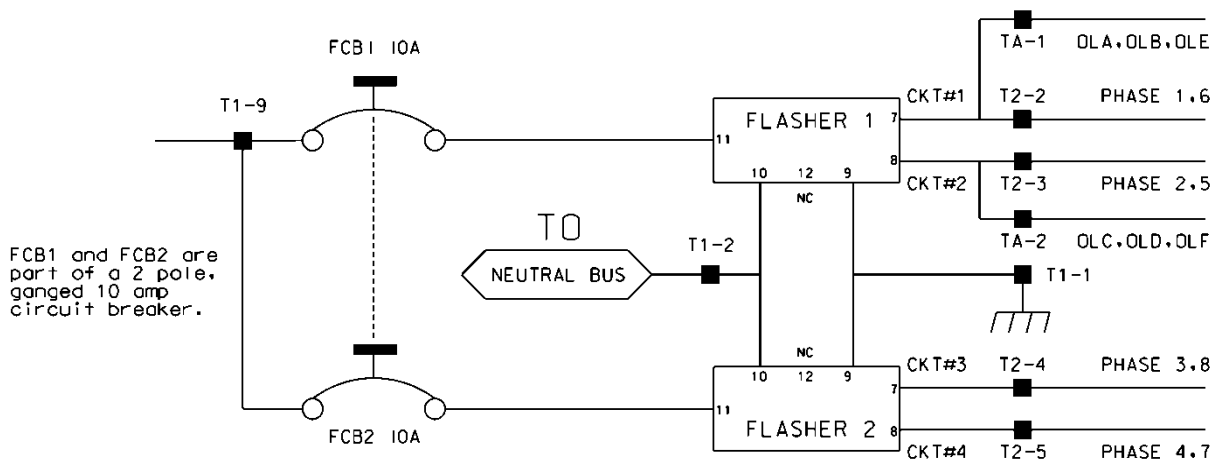 FCB1 10A
T1-9
TA-1 OLA,OLB,OLE
CKT#1 T2-2 PHASE 1,6
FLASHER 1
7
11
8
10 12 9
NC
CKT#2 T2-3 PHASE 2,5
TA-2 OLC,OLD,OLF
TO
NEUTRAL BUS
T1-2
T1-1
FCB1 and FCB2 are
part of a 2 pole,
ganged 10 amp
circuit breaker.
NC
10 12 9
CKT#3 T2-4 PHASE 3,8
7
11
FLASHER 2
8
FCB2 10A
CKT#4 T2-5 PHASE 4,7